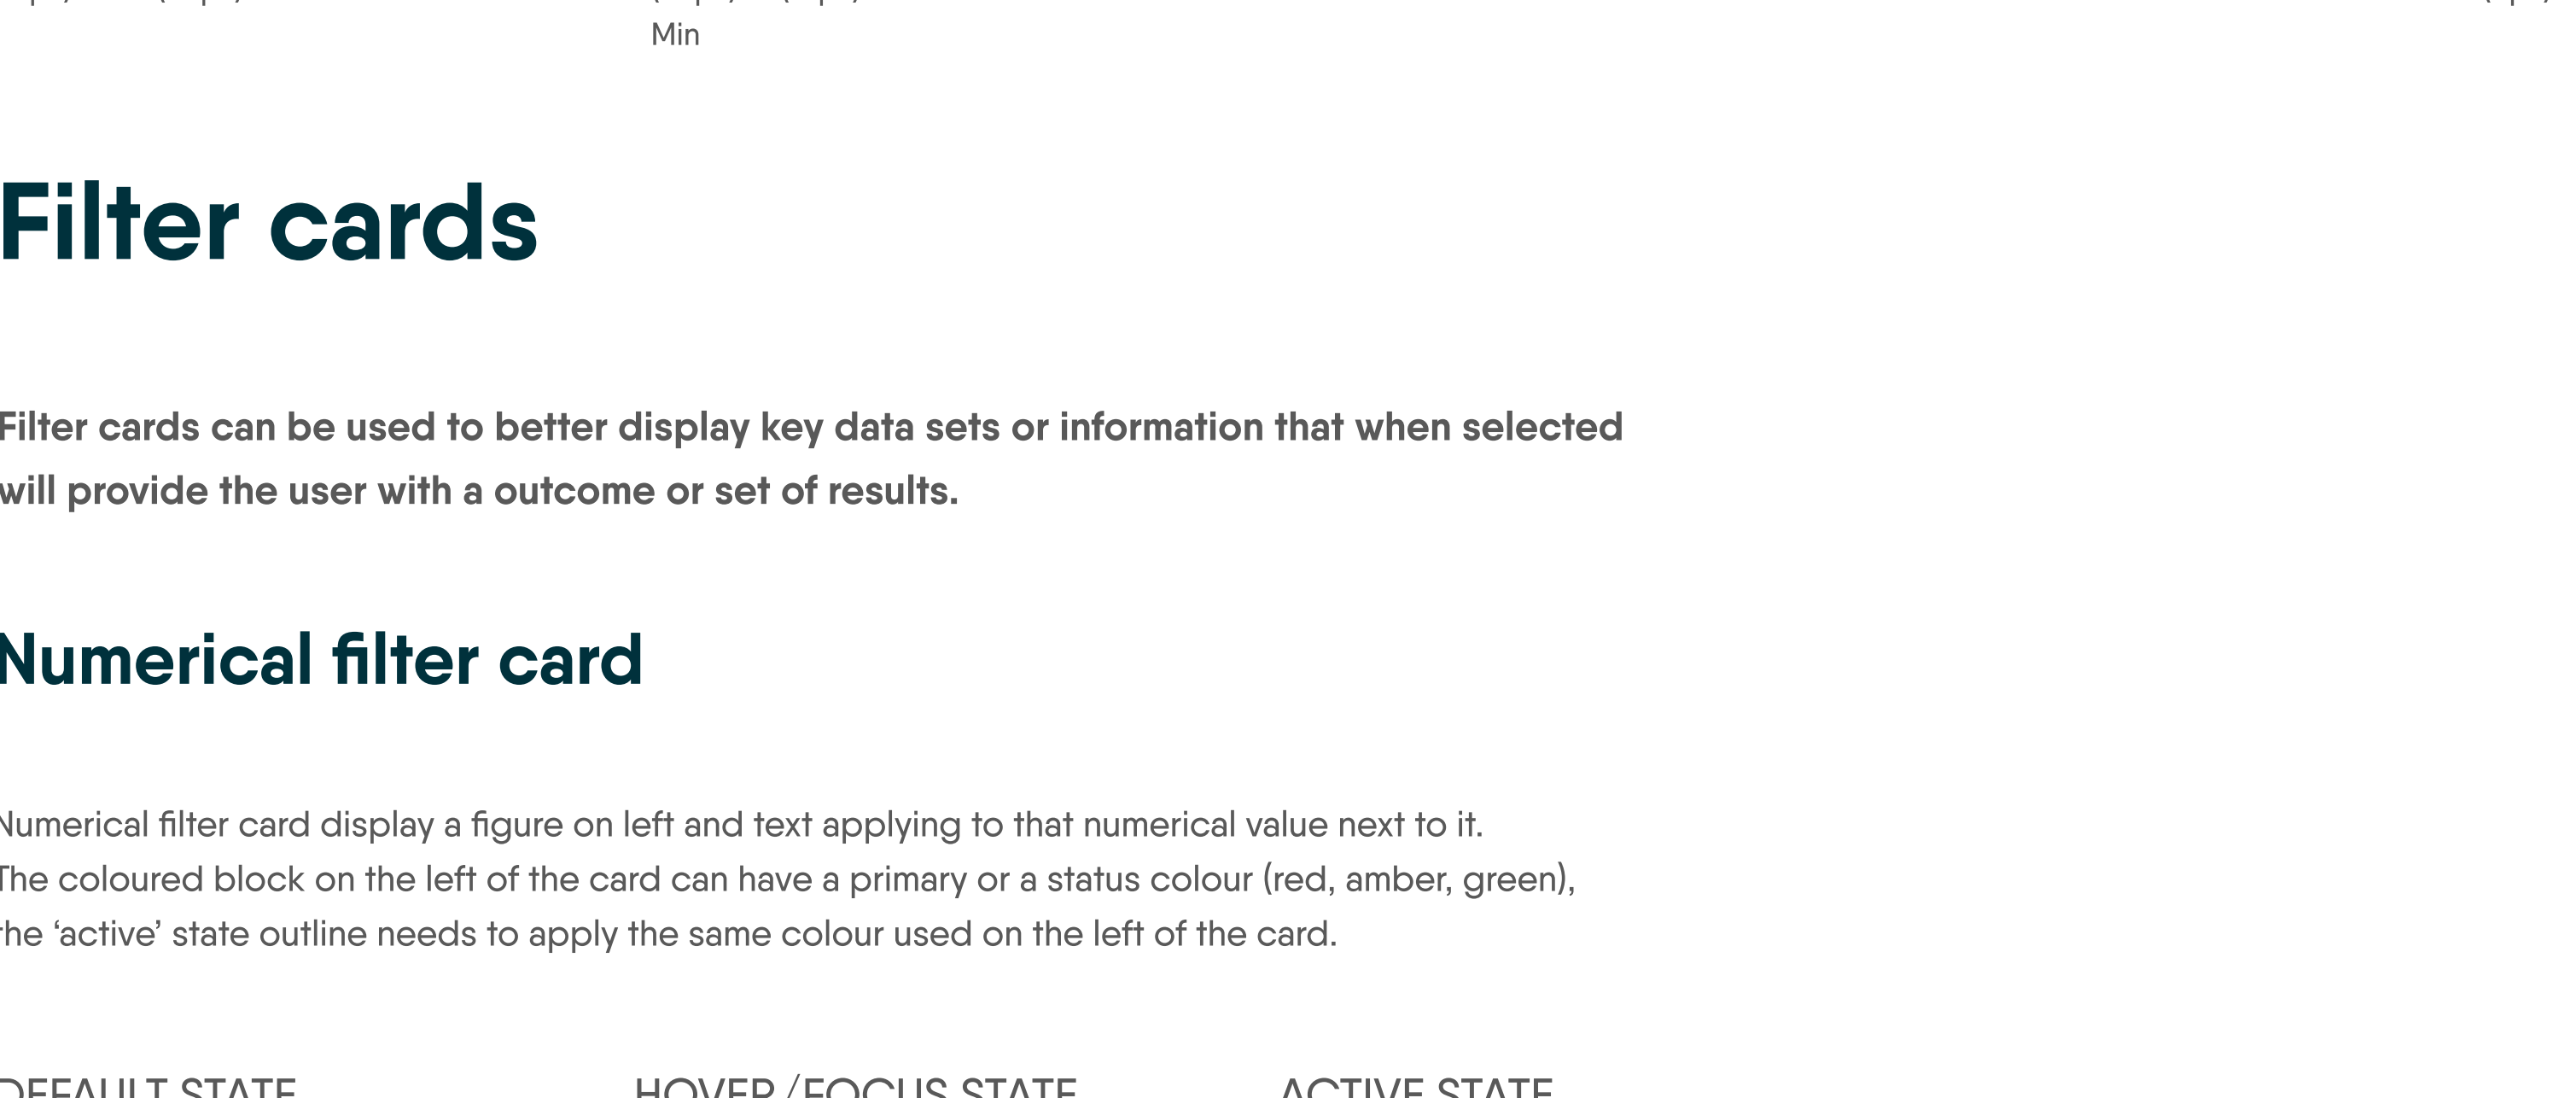 Min
Filter cards
Filter cards can be used to better display key data sets or information that when selected
will provide the user with a outcome or set of results.
Numerical filter card
Numerical filter card display a figure on left and text applying to that numerical value next to it.
The coloured block on the left of the card can have a primary or a status colour (red, amber, green),
the ‘active’ state outline needs to apply the same colour used on the left of the card.
DEFAULT STATE HOVER/FOCUS STATE ACTIVE STATE